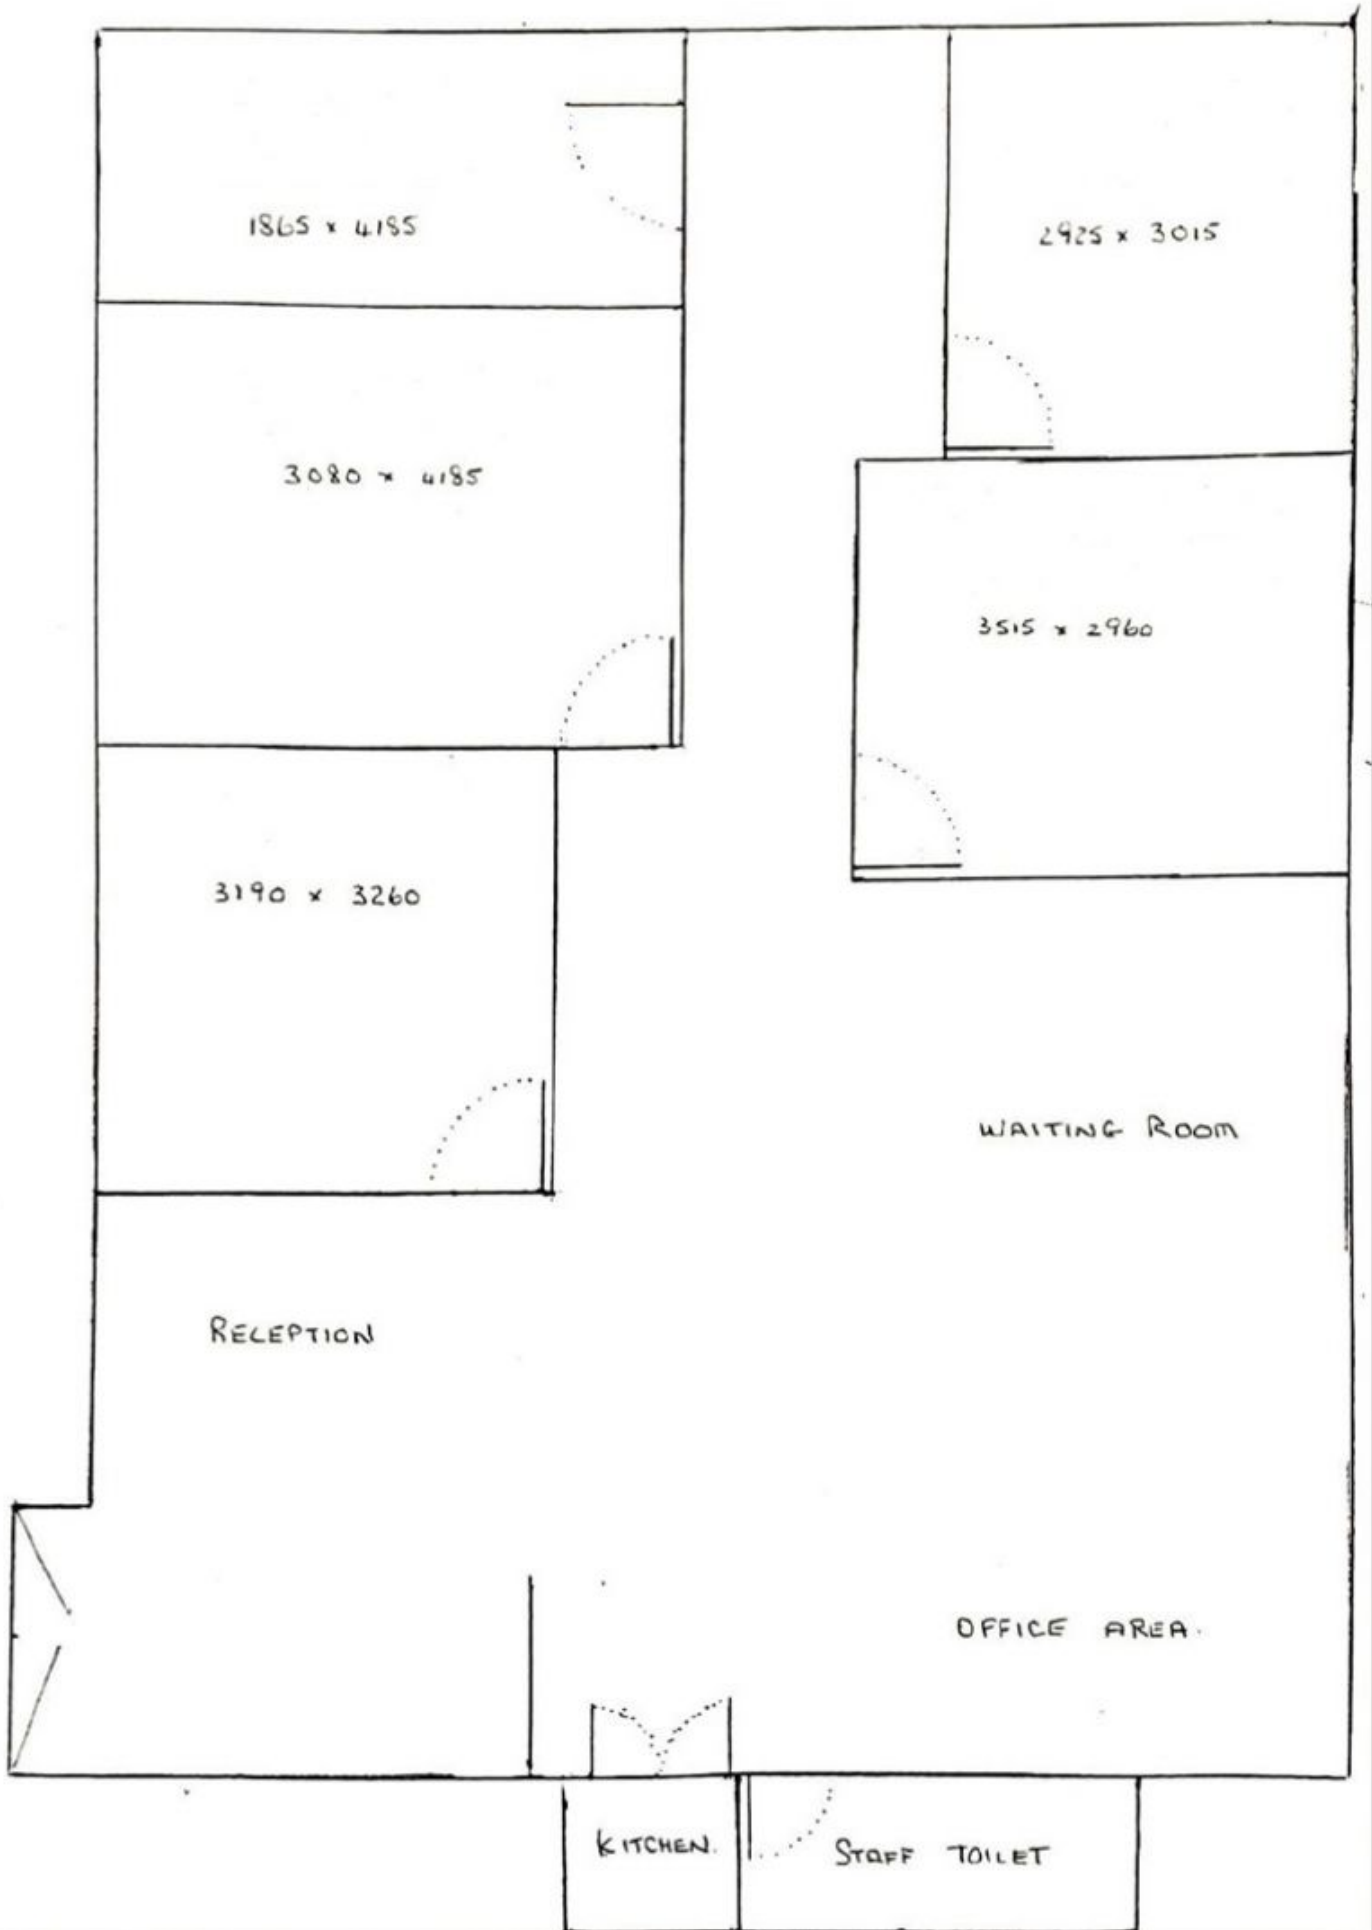 1865 x 4185
2925 x 3015
3080 x 4185
3515 x 2960
3190 x 3260
WAITING ROOM
RECEPTION
OFFICE AREA.
KITCHEN.
STAFF TOILET